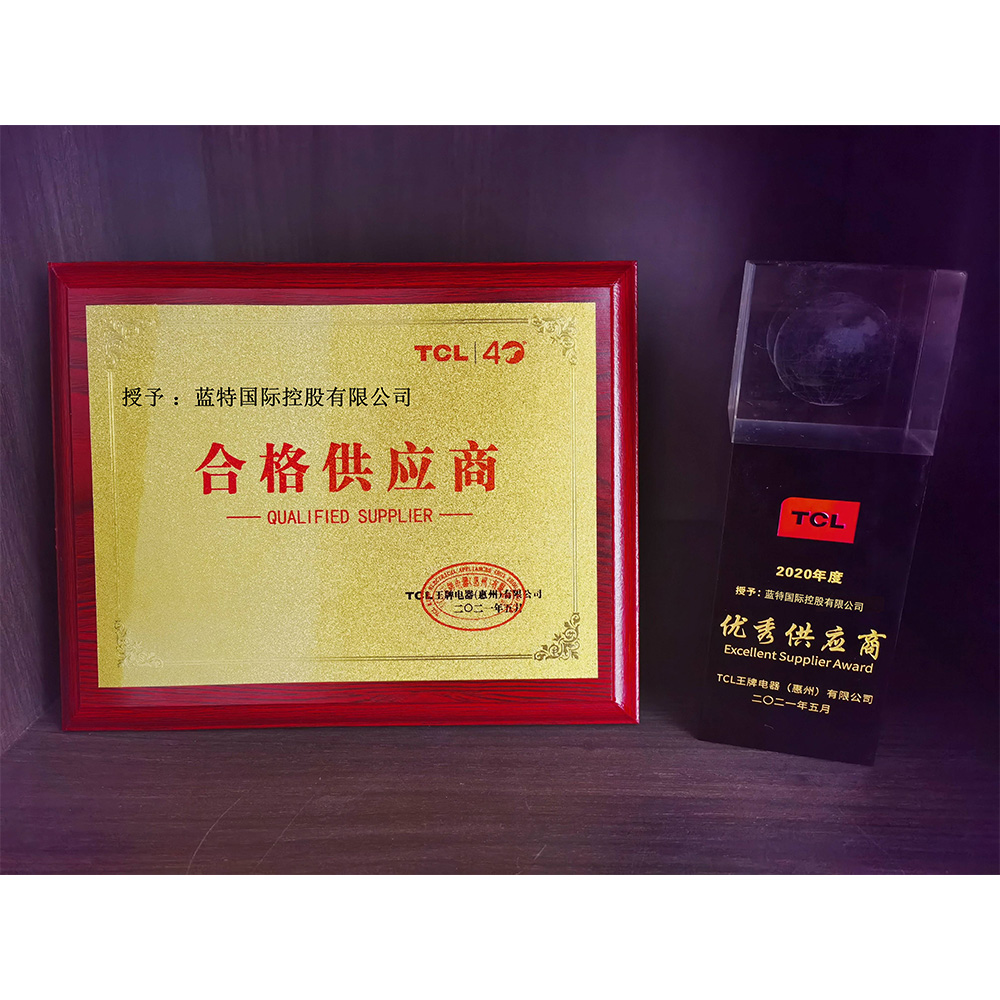 TCL 40
授予：蓝特国际控股有限公司
合格供应商
QUALIFIED SUPPLIER
TCL王牌电器(惠州)有限公司
二〇二一年五月
TCL
2020年度
授予：蓝特国际控股有限公司
优秀供应商
Excellent Supplier Award
TCL王牌电器（惠州）有限公司
二〇二一年五月